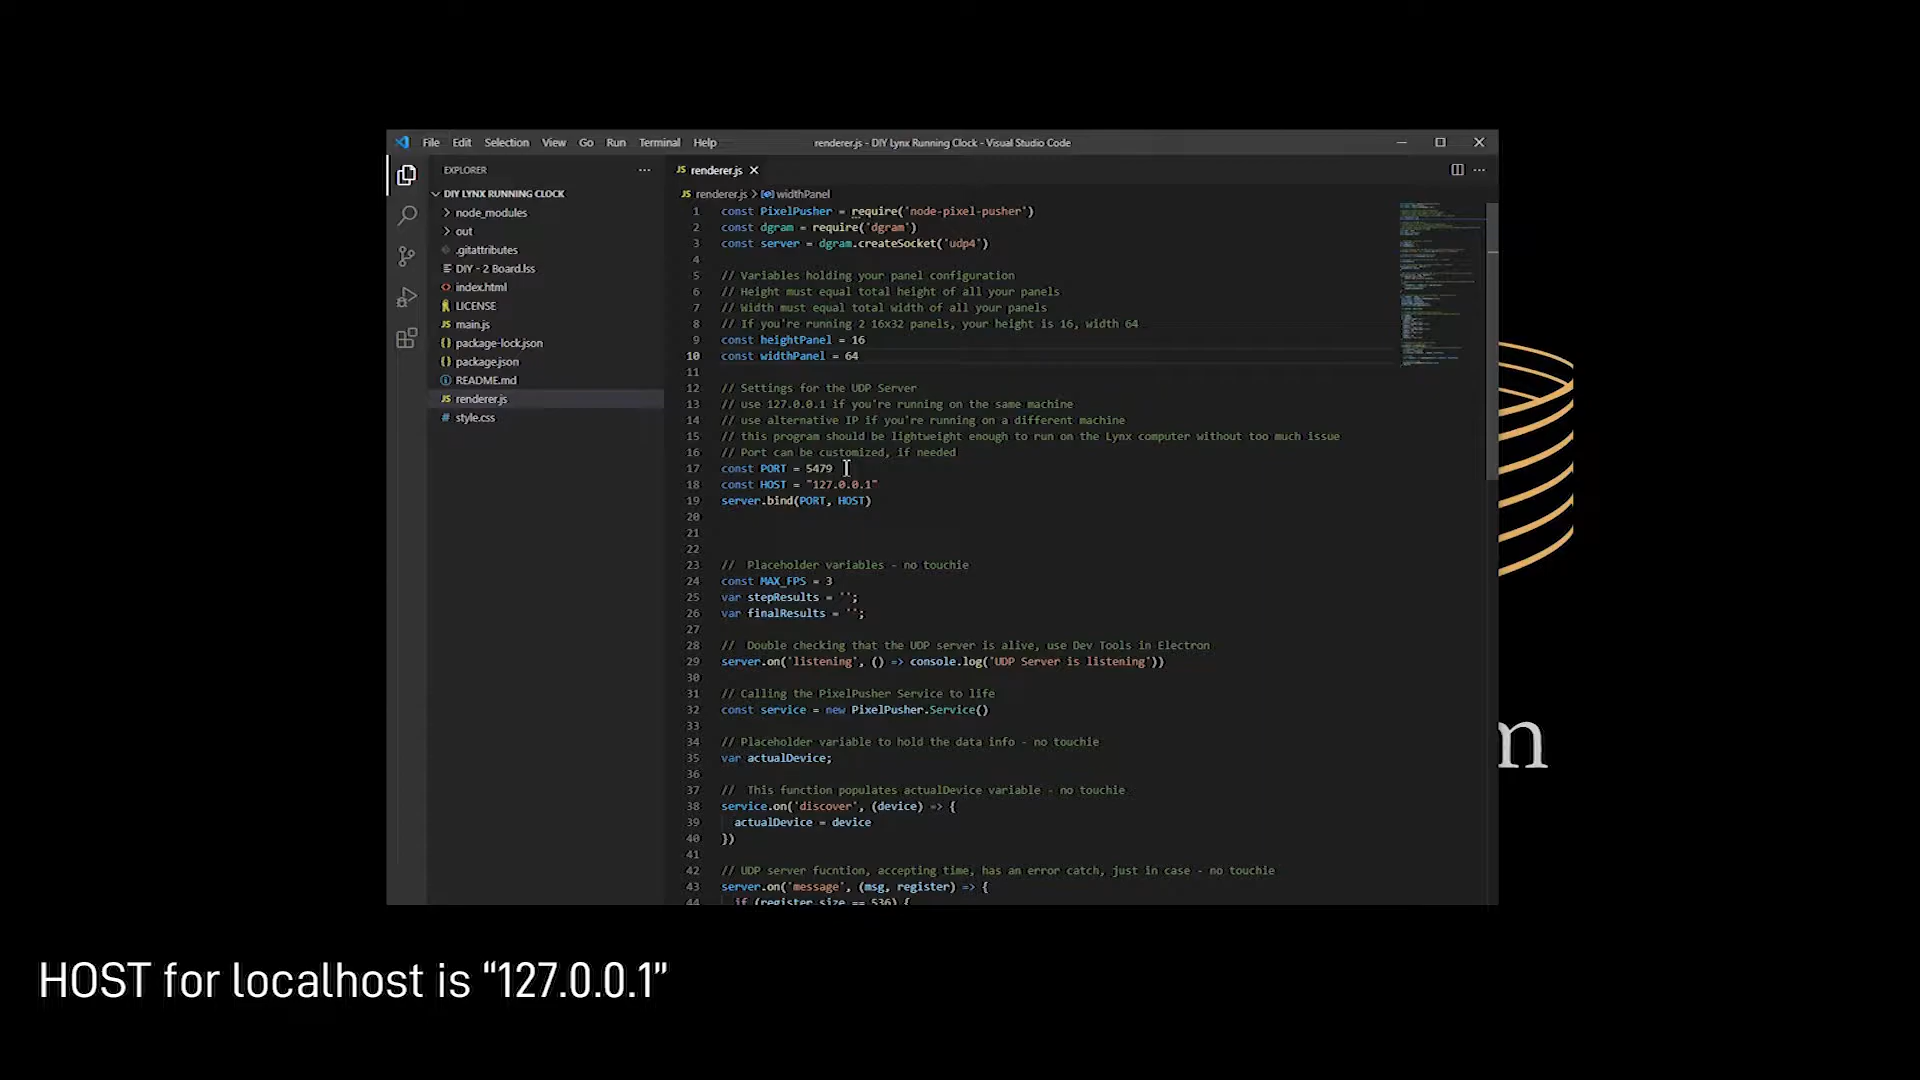 File Edit Selection View Go Run Terminal Help renderer.js - DIY Lynx Running Clock - Visual Studio Code
EXPLORER
DIY LYNX RUNNING CLOCK
node_modules
out
.gitattributes
DIY - 2 Board.lss
index.html
LICENSE
main.js
package-lock.json
package.json
README.md
renderer.js
style.css
JS renderer.js
JS renderer.js > widthPanel
1 const PixelPusher = require('node-pixel-pusher')
2 const dgram = require('dgram')
3 const server = dgram.createSocket('udp4')
4
5 // Variables holding your panel configuration
6 // Height must equal total height of all your panels
7 // Width must equal total width of all your panels
8 // If you're running 2 16x32 panels, your height is 16, width 64
9 const heightPanel = 16
10 const widthPanel = 64
11
12 // Settings for the UDP Server
13 // use 127.0.0.1 if you're running on the same machine
14 // use alternative IP if you're running on a different machine
15 // this program should be lightweight enough to run on the Lynx computer without too much issue
16 // Port can be customized, if needed
17 const PORT = 5479
18 const HOST = "127.0.0.1"
19 server.bind(PORT, HOST)
20
21
22
23 //  Placeholder variables - no touchie
24 const MAX_FPS = 3
25 var stepResults = '';
26 var finalResults = '';
27
28 //  Double checking that the UDP server is alive, use Dev Tools in Electron
29 server.on('listening', () => console.log('UDP Server is listening'))
30
31 // Calling the PixelPusher Service to life
32 const service = new PixelPusher.Service()
33
34 // Placeholder variable to hold the data info - no touchie
35 var actualDevice;
36
37 //  This function populates actualDevice variable - no touchie
38 service.on('discover', (device) => {
39 actualDevice = device
40 })
41
42 // UDP server fucntion, accepting time, has an error catch, just in case - no touchie
43 server.on('message', (msg, register) => {
44 if (register.size == 536) {
n
HOST for localhost is “127.0.0.1”